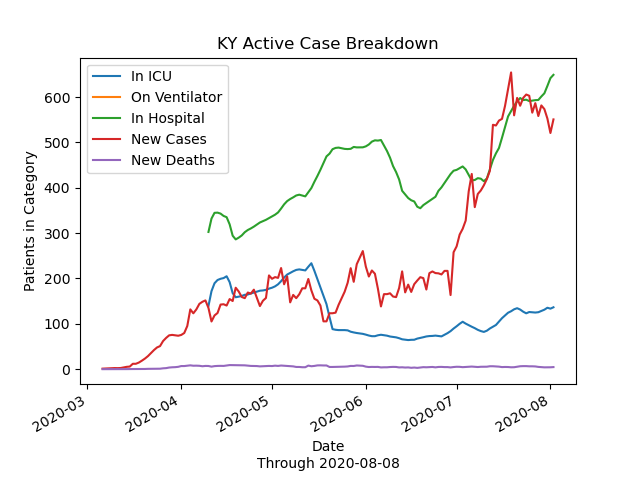 KY Active Case Breakdown
In ICU
On Ventilator
In Hospital
New Cases
New Deaths
Patients in Category
600
500
400
300
200
100
0
2020-03
2020-04
2020-05
2020-06
2020-07
2020-08
Date
Through 2020-08-08